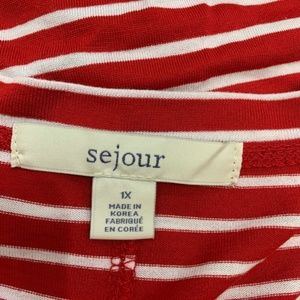 sejour
1X
MADE IN
KOREA
FABRIQUÉ
EN CORÉE